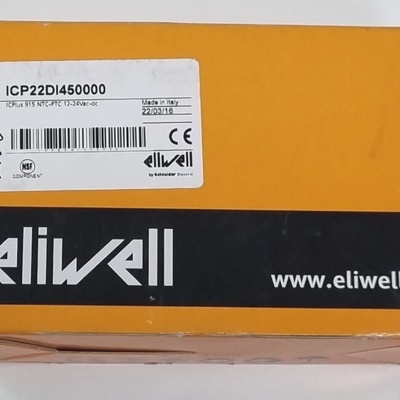 ICP22DI450000
ICPlus 915 NTC-PTC 12-24Vac-dc
Made in Italy
22/03/16
CE
NSF
COMPONENT
eliwell
by Schneider Electric
eliwell
www.eliwell